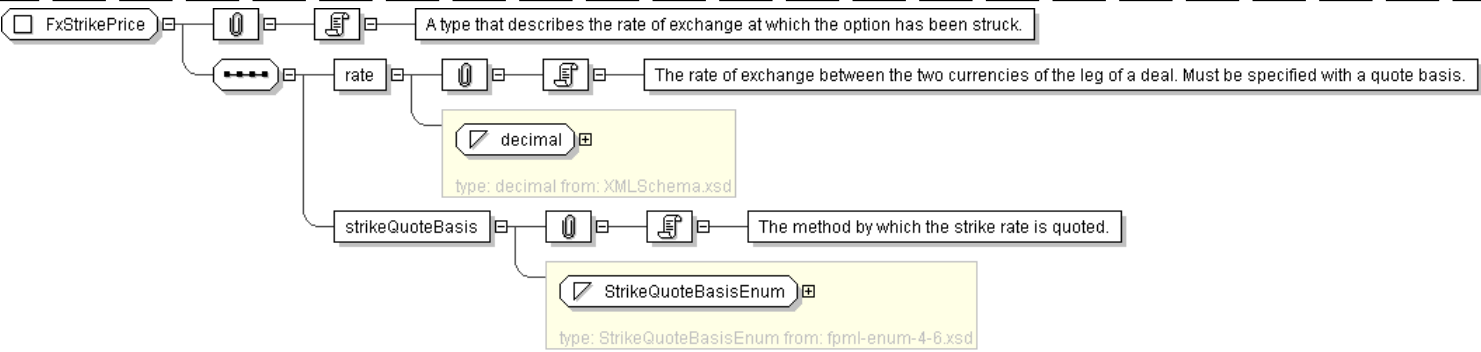 FxStrikePrice
A type that describes the rate of exchange at which the option has been struck.
rate
The rate of exchange between the two currencies of the leg of a deal. Must be specified with a quote basis.
decimal
type: decimal from: XMLSchema.xsd
strikeQuoteBasis
The method by which the strike rate is quoted.
StrikeQuoteBasisEnum
type: StrikeQuoteBasisEnum from: fpml-enum-4-6.xsd